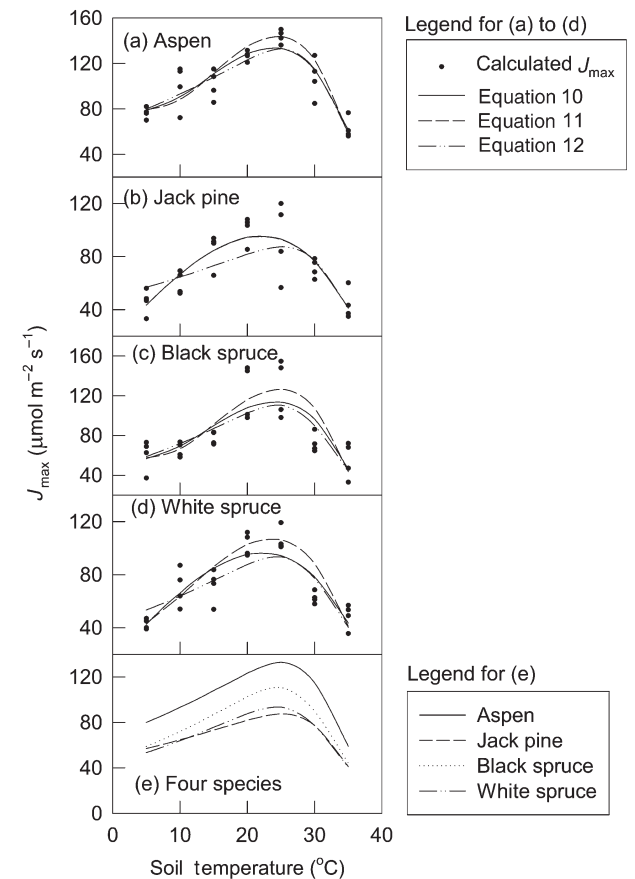 Legend for (a) to (d)
Calculated Jmax
Equation 10
Equation 11
Equation 12
160
120
80
40
(a) Aspen
120
80
40
(b) Jack pine
160
120
80
40
(c) Black spruce
120
80
40
(d) White spruce
120
80
40
0
(e) Four species
Jmax (μmol m−2 s−1)
0 10 20 30 40
Soil temperature (oC)
Legend for (e)
Aspen
Jack pine
Black spruce
White spruce